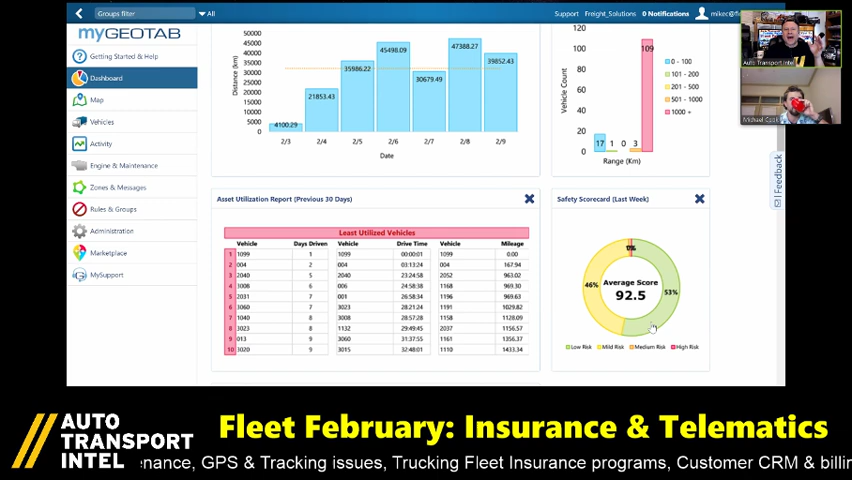 Groups filter
All
Support Freight_Solutions 0 Notifications
myGEOTAB
Getting Started & Help
Dashboard
Map
Vehicles
Activity
Engine & Maintenance
Zones & Messages
Rules & Groups
Administration
Marketplace
MySupport
Distance (Km)
50000
45000
40000
35000
30000
25000
20000
15000
10000
5000
0
4100.29
21853.43
35986.22
45498.09
30679.49
47388.27
39852.43
2/3 2/4 2/5 2/6 2/7 2/8 2/9
Date
Vehicle Count
120
100
80
60
40
20
0
17 1 0 3 109
Range (Km)
0 - 100
101 - 200
201 - 500
501 - 1000
1000 +
Auto Transport Intel
Feedback
Asset Utilization Report (Previous 30 Days)
Least Utilized Vehicles
Vehicle Days Driven Vehicle Drive Time Vehicle Mileage
1 1099 1 1099 00:00:01 1099 0.00
2 004 2 004 03:13:24 004 167.94
3 2040 5 2040 23:24:58 2052 963.02
4 1008 6 006 24:58:38 1168 969.30
5 2031 7 001 26:58:34 1196 969.63
6 3060 7 3023 28:21:24 1191 1029.82
7 1040 8 3008 28:57:28 1158 1128.09
8 3023 8 1132 29:49:45 2037 1156.57
9 013 9 3060 31:37:55 1161 1256.37
10 3020 9 3015 32:48:01 1110 1433.34
Safety Scorecard (Last Week)
46%
53%
Average Score
92.5
Low Risk Mild Risk Medium Risk High Risk
AUTO
TRANSPORT
INTEL
Fleet February: Insurance & Telematics
nance, GPS & Tracking issues, Trucking Fleet Insurance programs, Customer CRM & billin